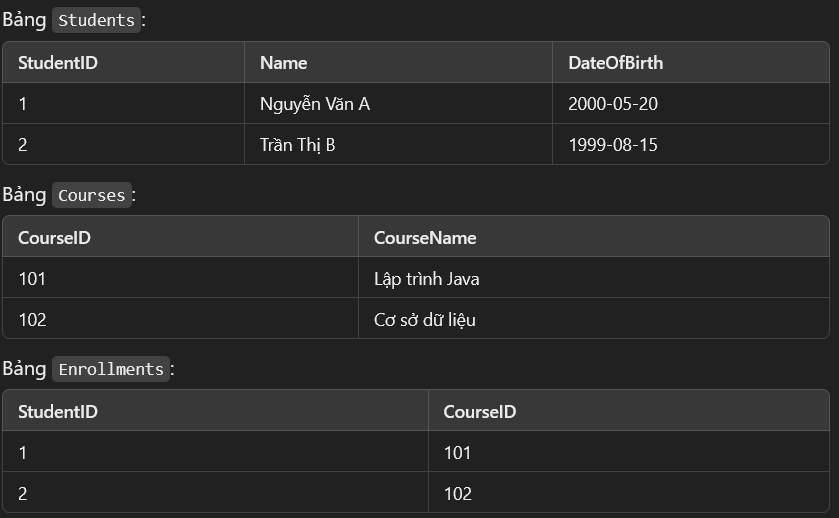 Bảng Students:
StudentID Name DateOfBirth
1 Nguyễn Văn A 2000-05-20
2 Trần Thị B 1999-08-15
Bảng Courses:
CourseID CourseName
101 Lập trình Java
102 Cơ sở dữ liệu
Bảng Enrollments:
StudentID CourseID
1 101
2 102